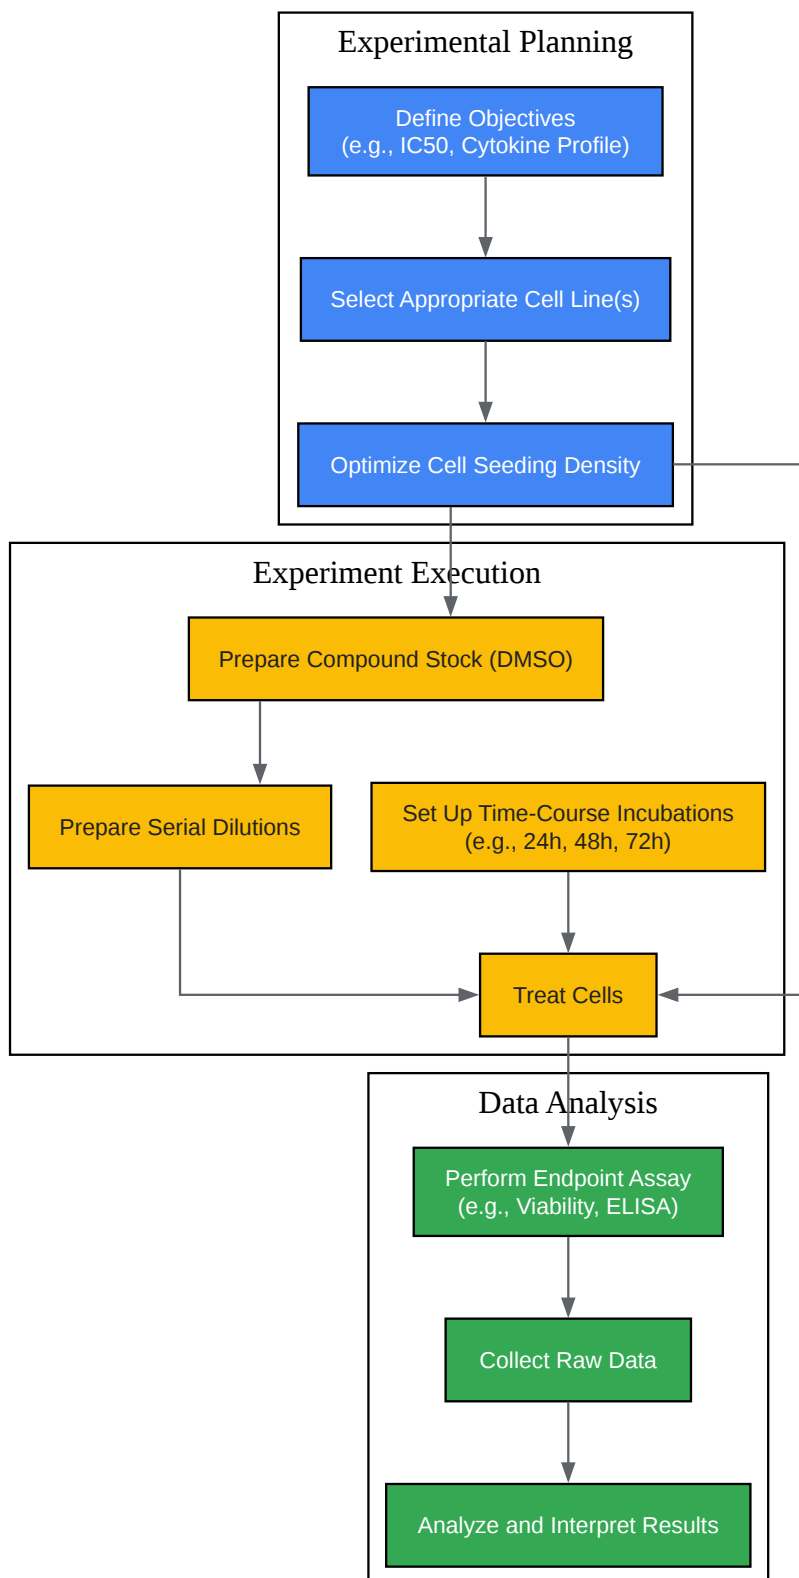 Experimental Planning
Define Objectives
(e.g., IC50, Cytokine Profile)
Select Appropriate Cell Line(s)
Optimize Cell Seeding Density
Experiment Execution
Prepare Compound Stock (DMSO)
Prepare Serial Dilutions
Set Up Time-Course Incubations
(e.g., 24h, 48h, 72h)
Treat Cells
Data Analysis
Perform Endpoint Assay
(e.g., Viability, ELISA)
Collect Raw Data
Analyze and Interpret Results